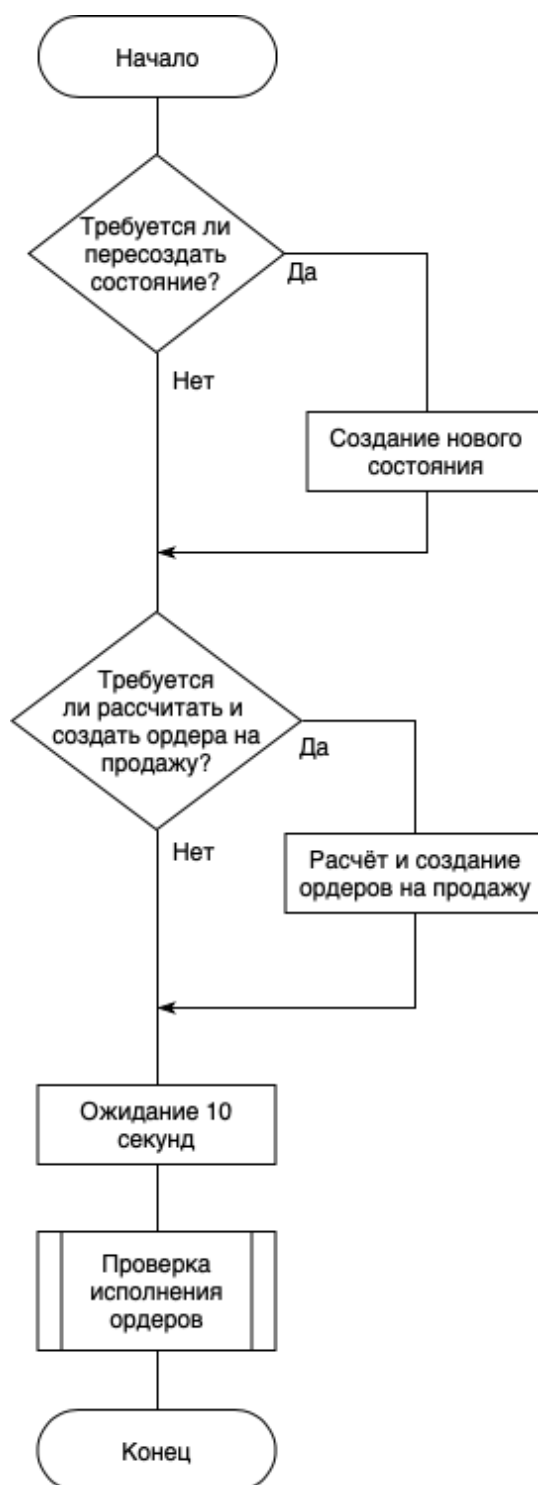 Начало
Требуется ли
пересоздать
состояние?
Да
Нет
Создание нового
состояния
Требуется
ли рассчитать и
создать ордера на
продажу?
Да
Нет
Расчёт и создание
ордеров на продажу
Ожидание 10
секунд
Проверка
исполнения
ордеров
Конец